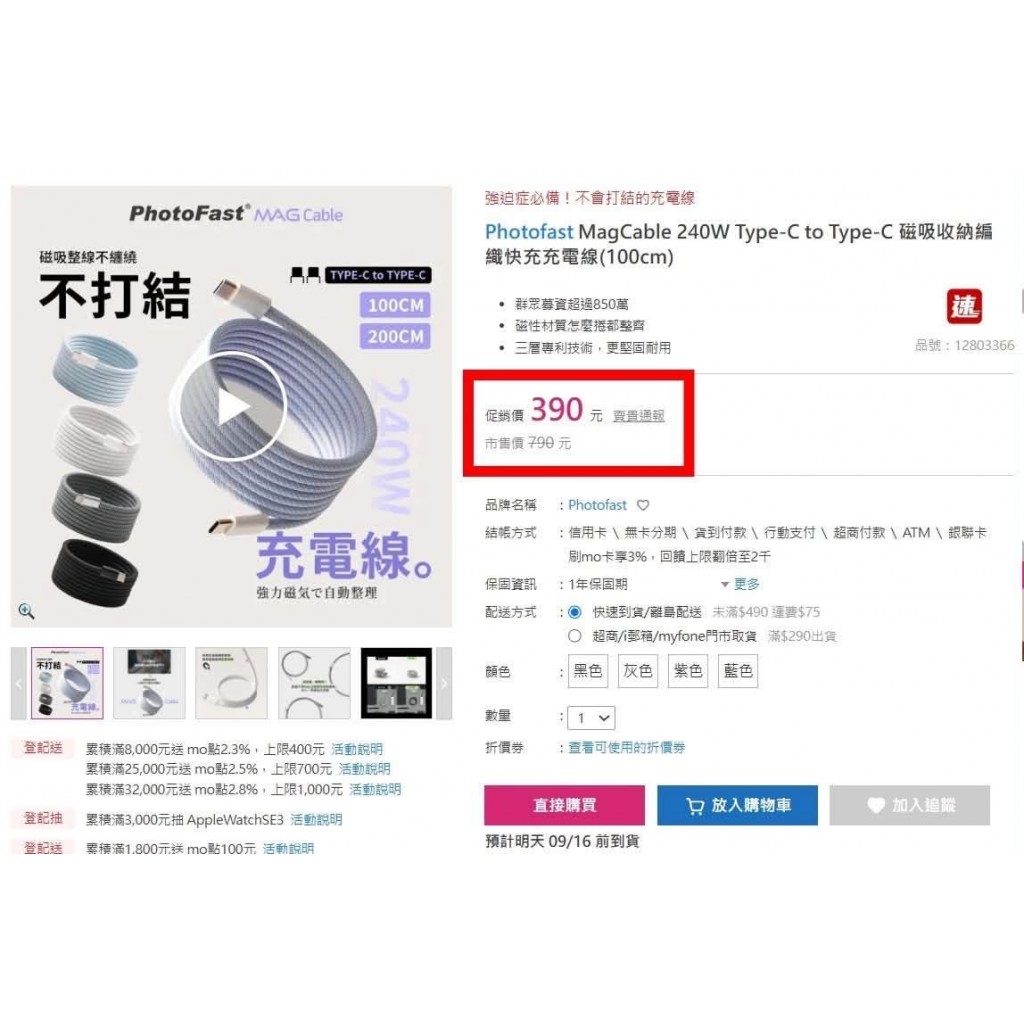 PhotoFast® MAG Cable
磁吸整線不纏繞
不打結
TYPE-C to TYPE-C
100CM
200CM
240W
充電線。
強力磁気で自動整理
登記送 累積滿8,000元送 mo點2.3%，上限400元 活動說明
累積滿25,000元送 mo點2.5%，上限700元 活動說明
累積滿32,000元送 mo點2.8%，上限1,000元 活動說明
登記抽 累積滿3,000元抽 AppleWatchSE3 活動說明
登記送 累積滿1,800元送 mo點100元 活動說明
強迫症必備！不會打結的充電線
Photofast MagCable 240W Type-C to Type-C 磁吸收納編
織快充充電線(100cm)
• 群眾募資超過850萬
• 磁性材質怎麼捲都整齊
• 三層專利技術，更堅固耐用
速
品號：12803366
促銷價 390 元 賣貴通報
市售價 790 元
品牌名稱 ：Photofast
結帳方式 ：信用卡 \ 無卡分期 \ 貨到付款 \ 行動支付 \ 超商付款 \ ATM \ 銀聯卡
刷mo卡享3%，回饋上限翻倍至2千
保固資訊 ：1年保固期 更多
配送方式 ： 快速到貨/離島配送 未滿$490 運費$75
超商/i郵箱/myfone門市取貨 滿$290出貨
顏色 ： 黑色 灰色 紫色 藍色
數量 ： 1
折價券 ：查看可使用的折價券
直接購買 放入購物車 加入追蹤
預計明天 09/16 前到貨